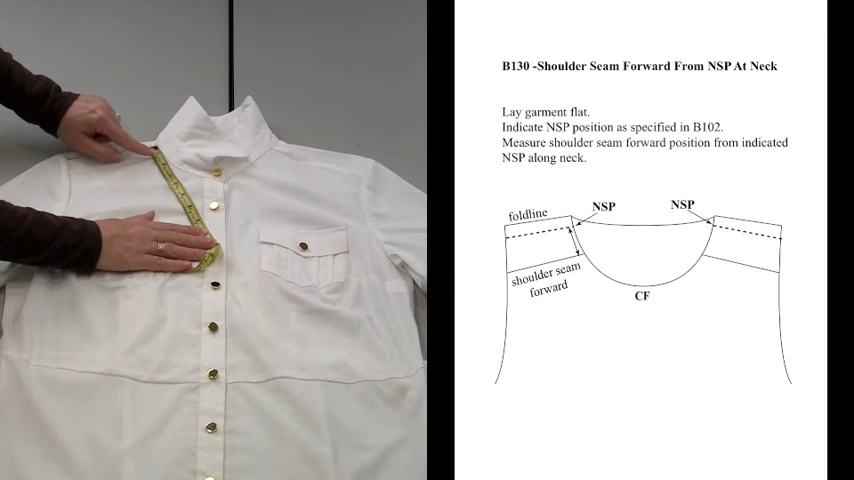 B130 -Shoulder Seam Forward From NSP At Neck
Lay garment flat.
Indicate NSP position as specified in B102.
Measure shoulder seam forward position from indicated
NSP along neck.
foldline
NSP
NSP
shoulder seam
forward
CF